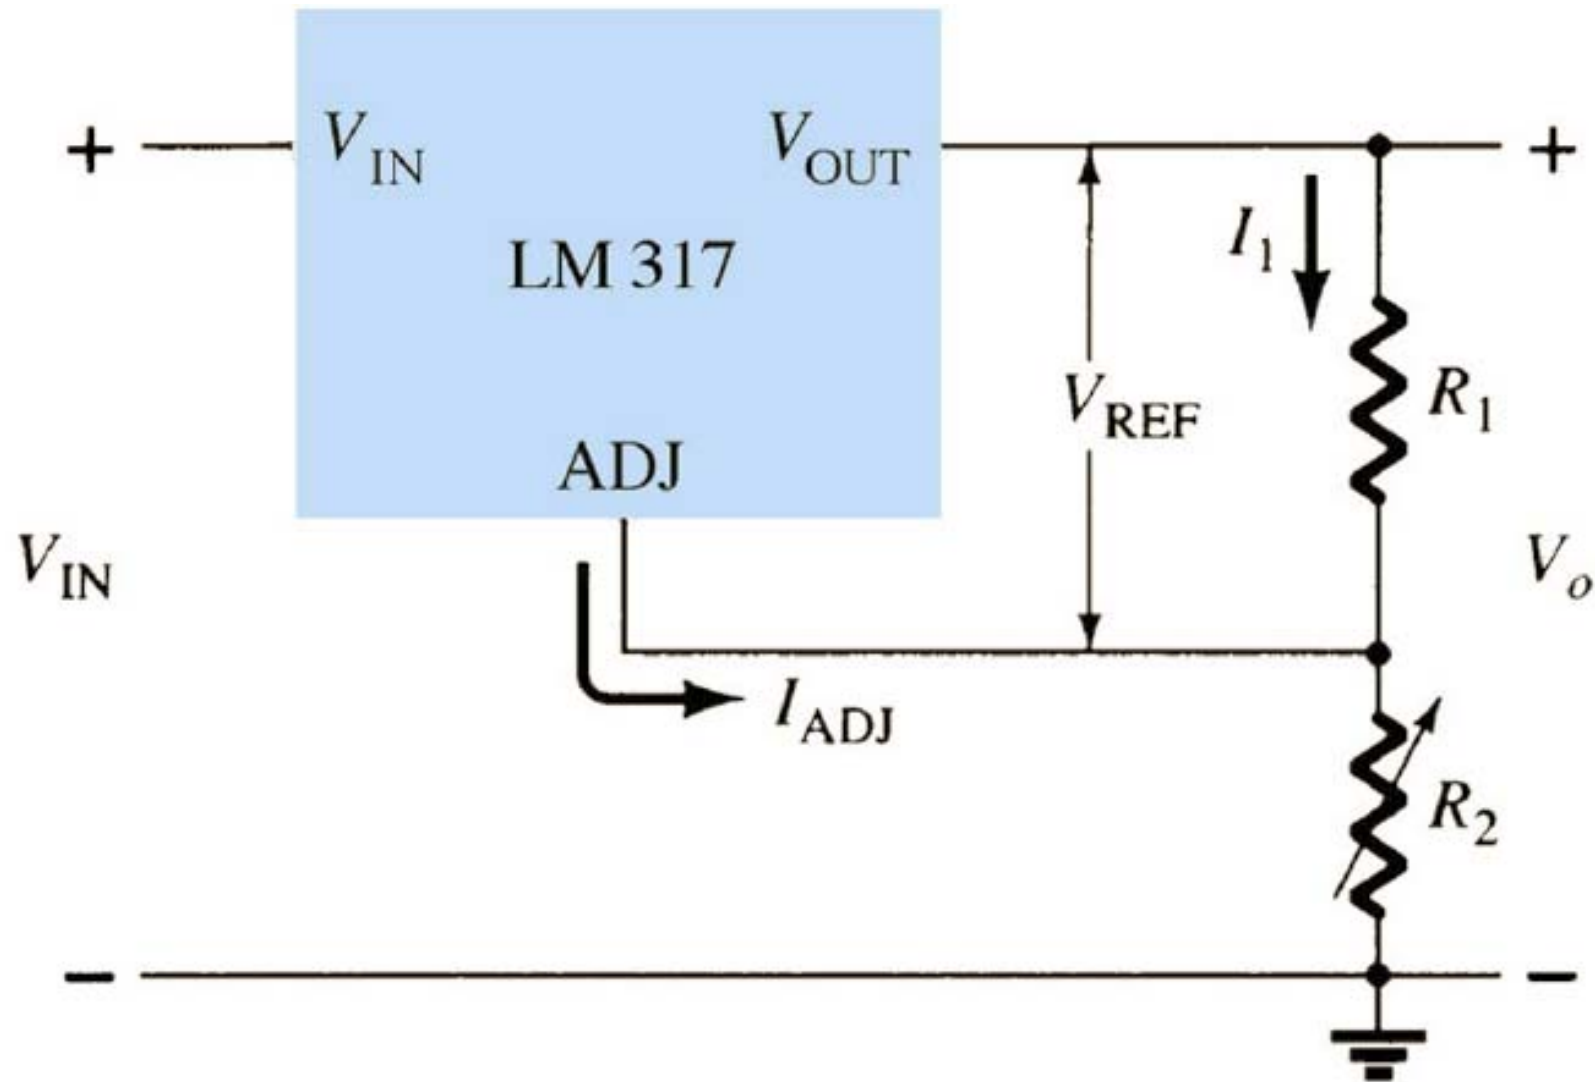 + V_IN V_OUT +
LM 317
I_1
V_REF
R_1
ADJ
V_IN
V_o
I_ADJ
R_2
− −